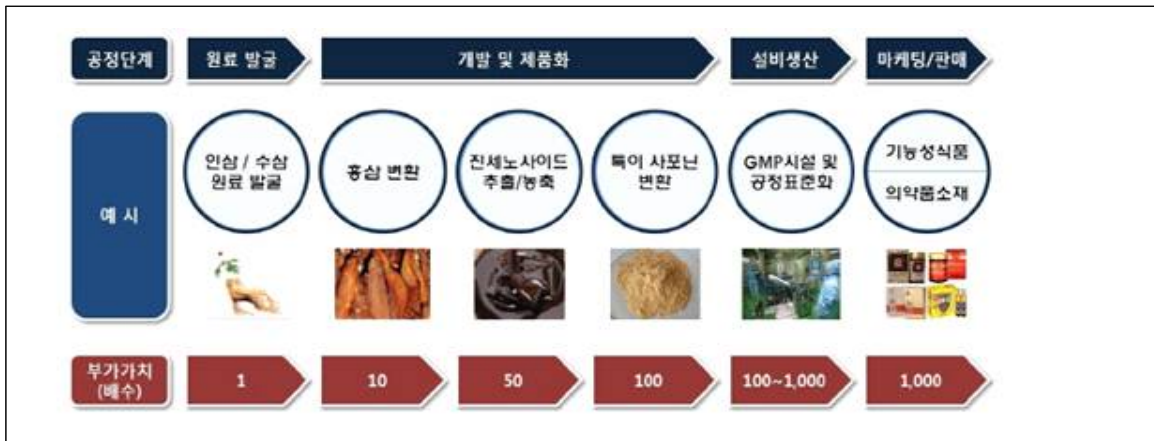 공정단계
원료 발굴
개발 및 제품화
설비생산
마케팅/판매
예 시
인삼 / 수삼
원료 발굴
홍삼 변환
진세노사이드
추출/농축
특이 사포닌
변환
GMP시설 및
공정표준화
기능성식품
의약품소재
부가가치
(배수)
1
10
50
100
100~1,000
1,000